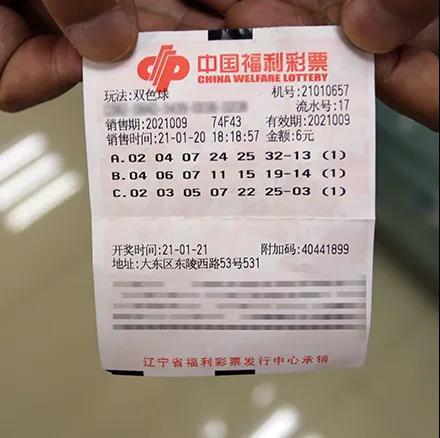 中国福利彩票
CHINA WELFARE LOTTERY
玩法:双色球 机号:21010657
流水号:17
销售期:2021009 74F43 有效期:2021009
销售时间:21-01-20 18:18:57 金额:6元
A.02 04 07 24 25 32-13 (1)
B.04 06 07 11 15 19-14 (1)
C.02 03 05 07 22 25-03 (1)
开奖时间:21-01-21 附加码:40441899
地址:大东区东陵西路53号531
辽宁省福利彩票发行中心承销